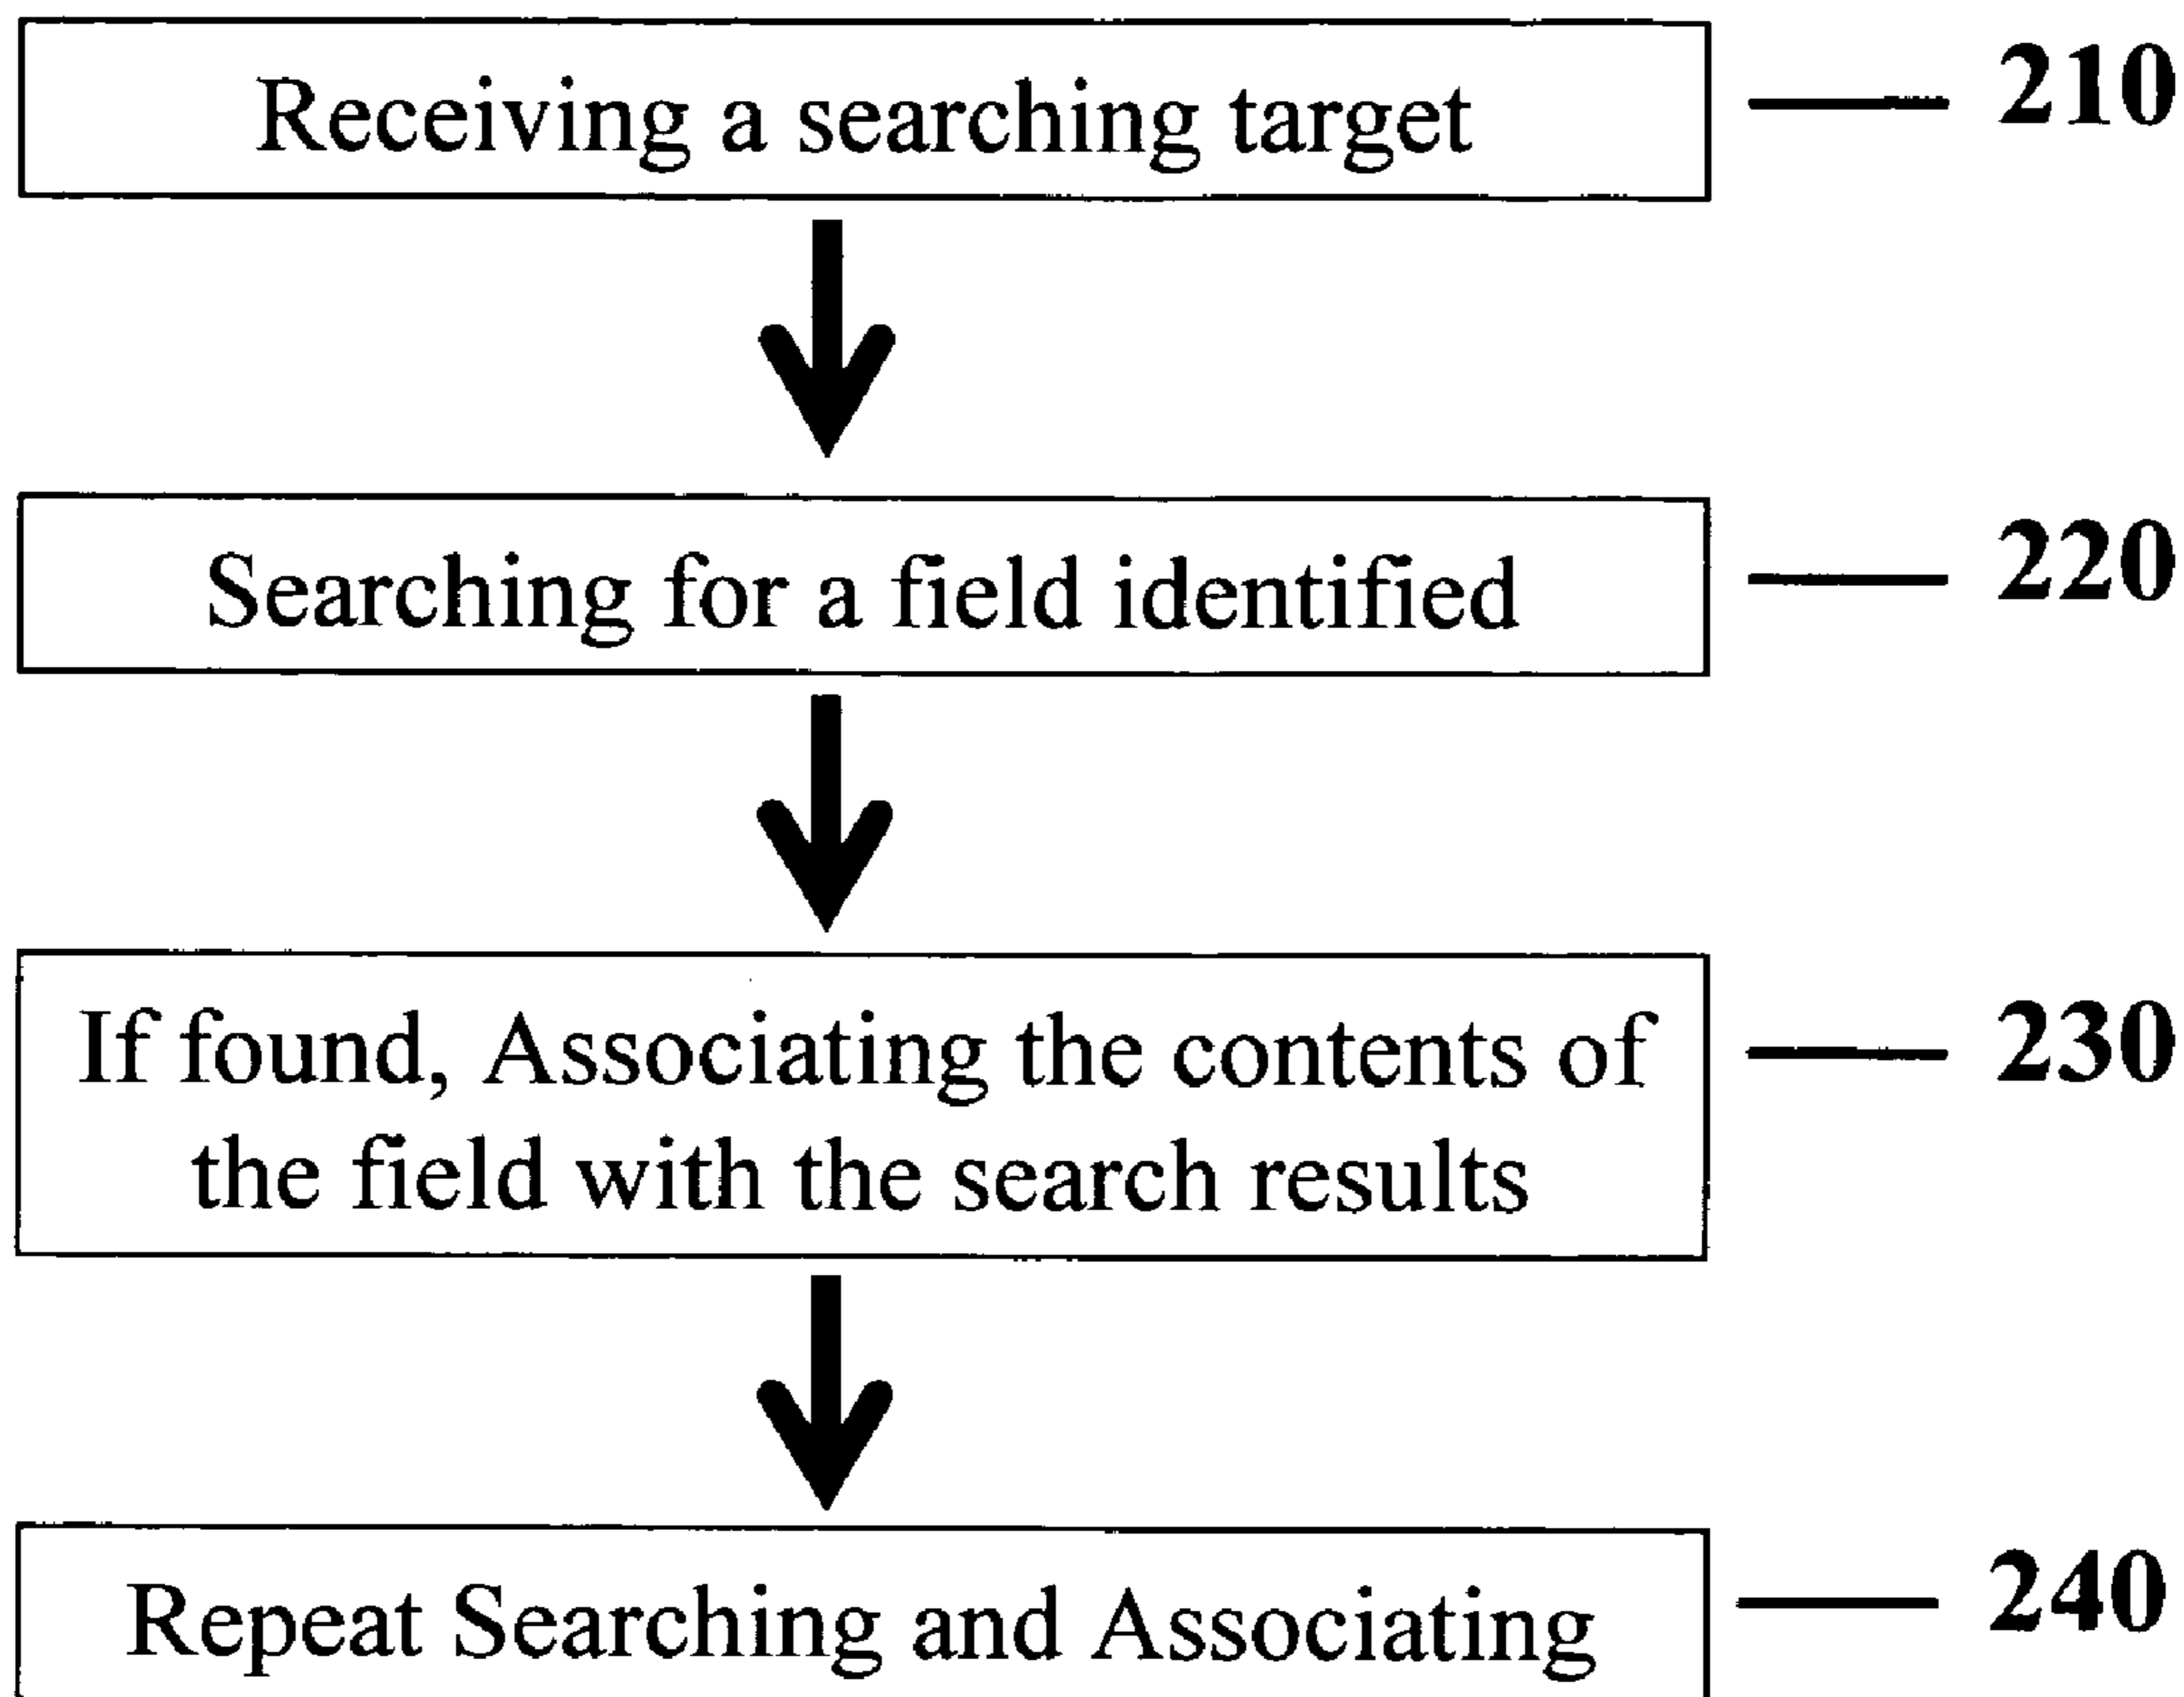 Receiving a searching target
210
Searching for a field identified
220
If found, Associating the contents of
the field with the search results
230
Repeat Searching and Associating
240